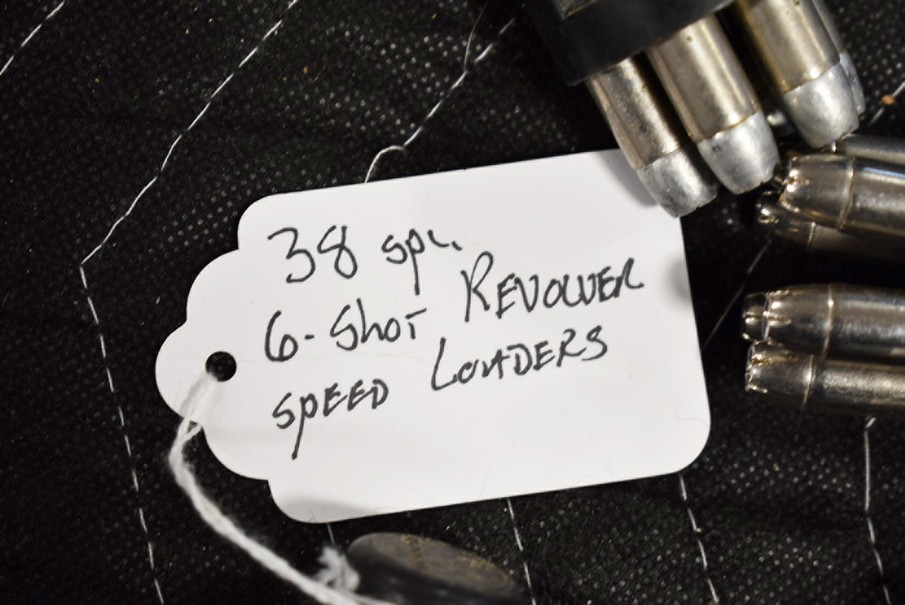 38 spl.
6-Shot REVOLVER
SPEED LOADERS